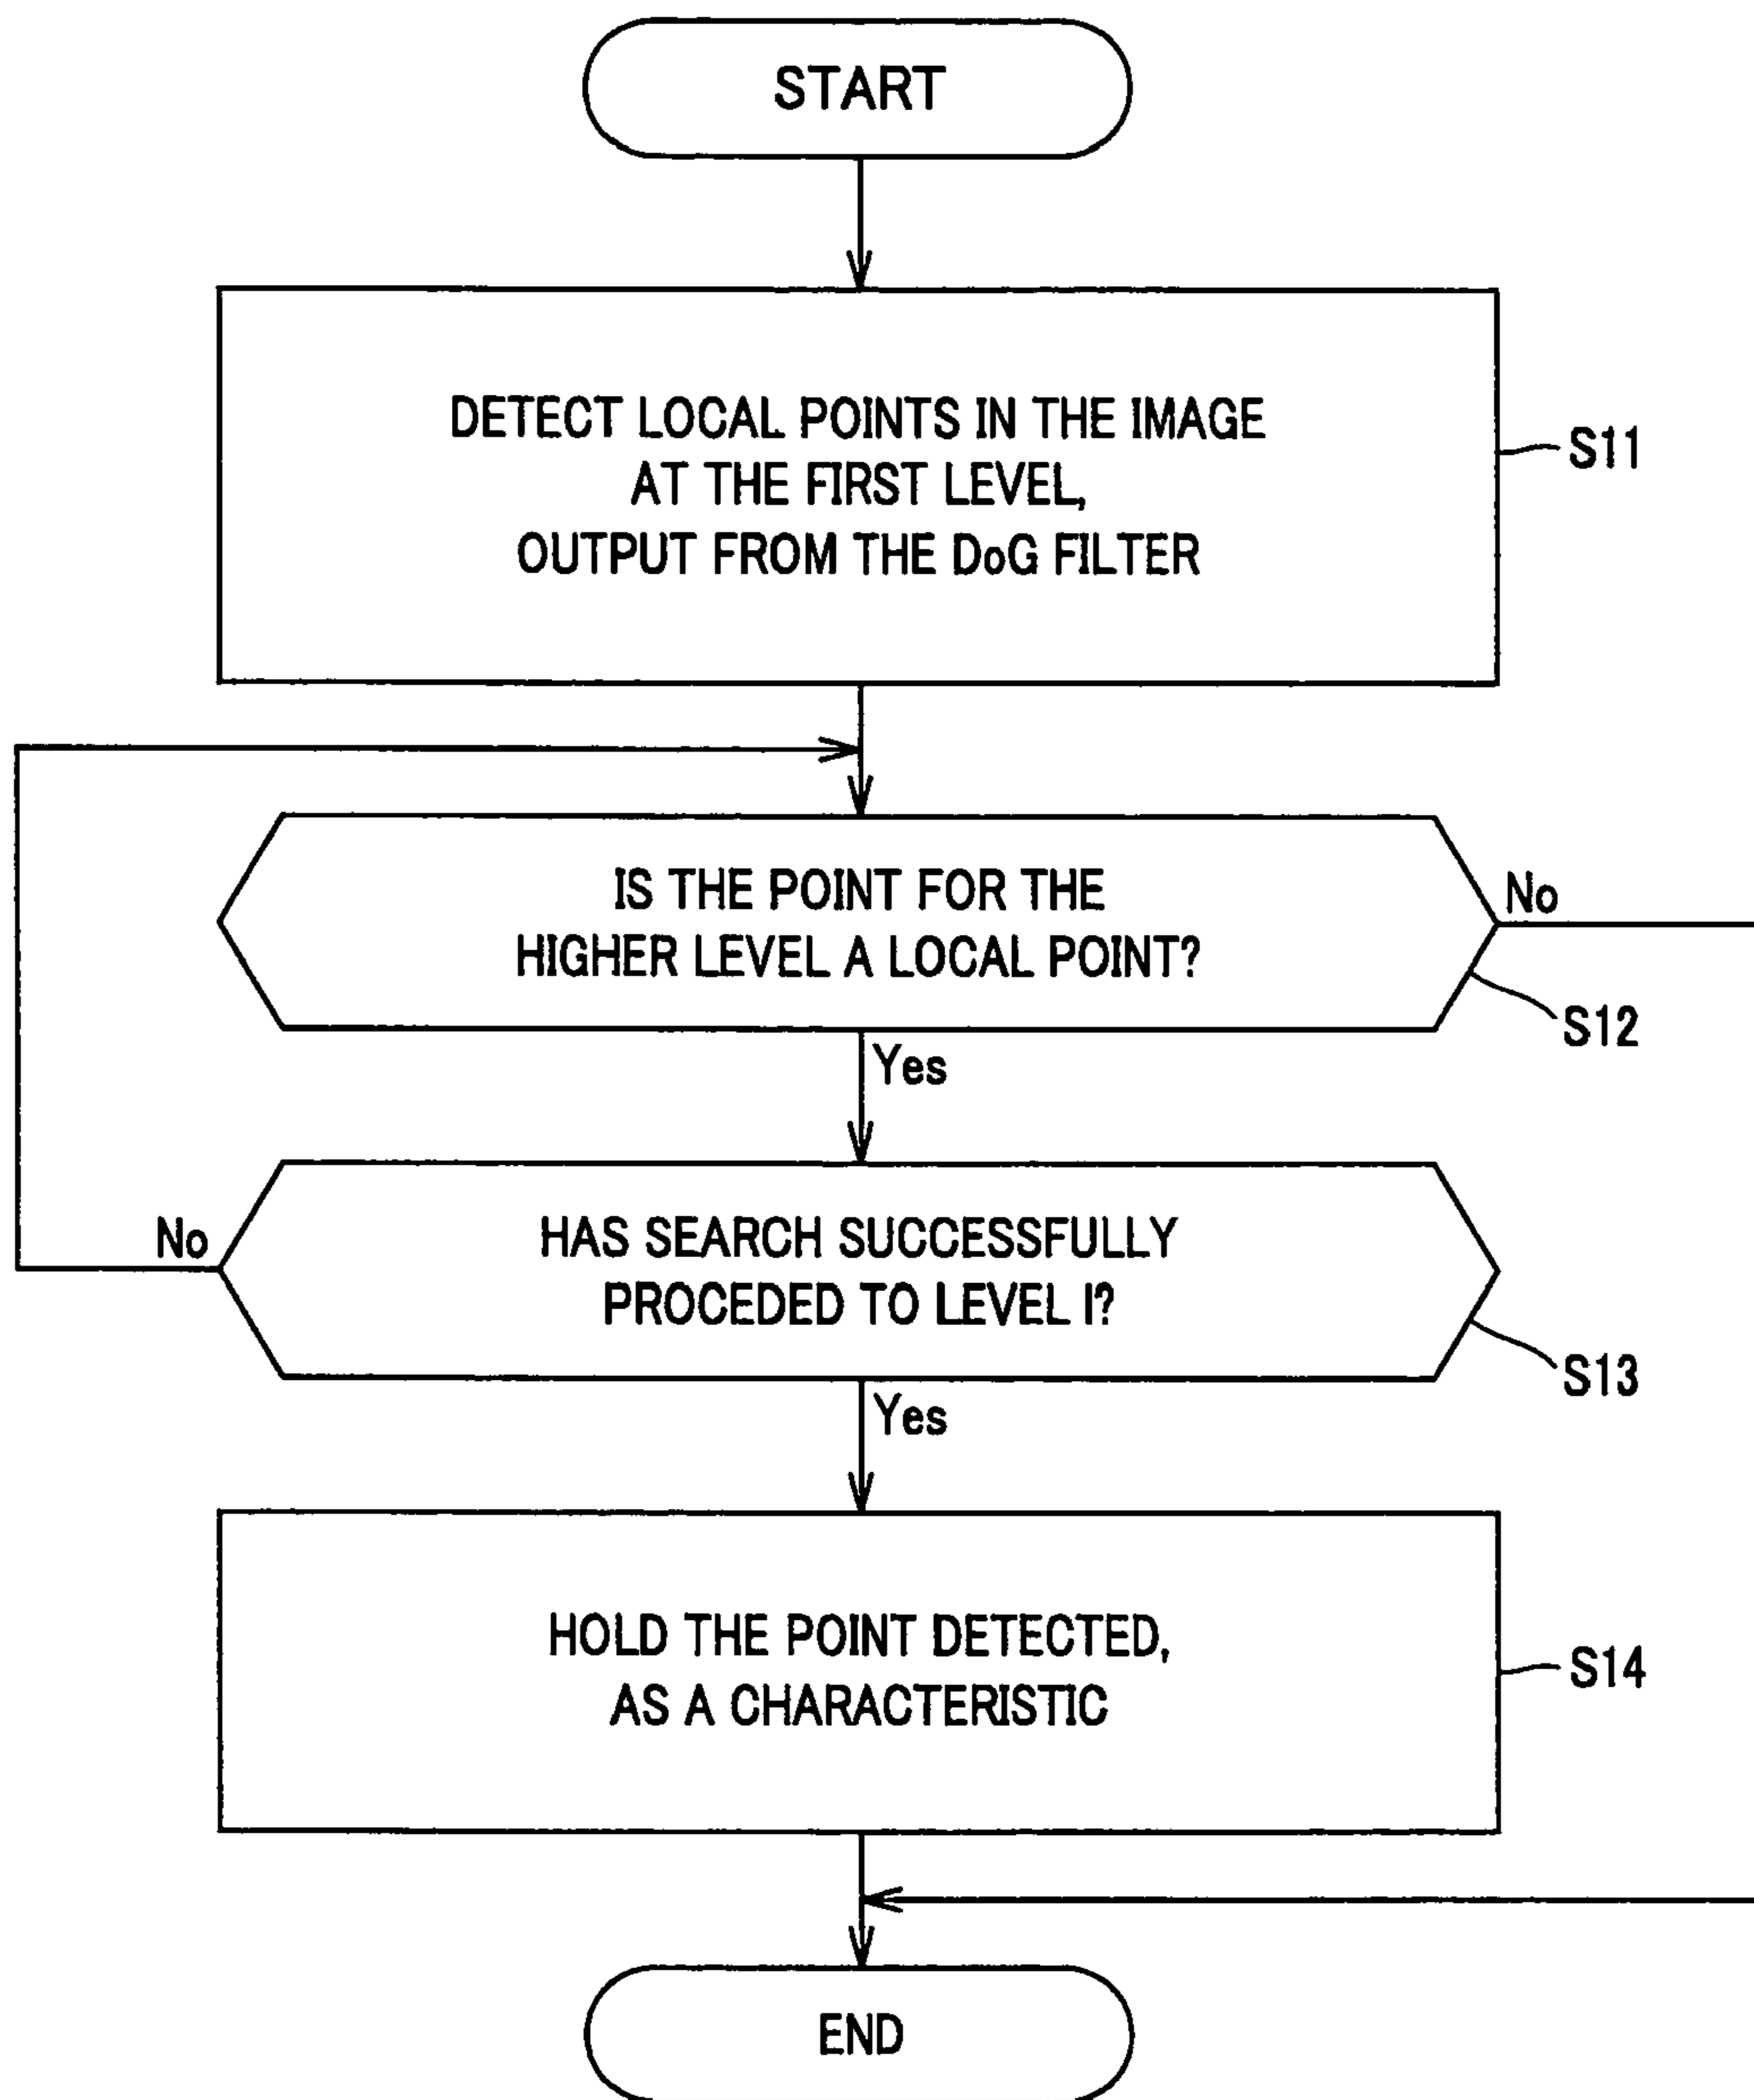 START
DETECT LOCAL POINTS IN THE IMAGE
AT THE FIRST LEVEL,
OUTPUT FROM THE DoG FILTER
S11
IS THE POINT FOR THE
HIGHER LEVEL A LOCAL POINT?
No
S12
Yes
HAS SEARCH SUCCESSFULLY
PROCEDED TO LEVEL I?
No
S13
Yes
HOLD THE POINT DETECTED,
AS A CHARACTERISTIC
S14
END